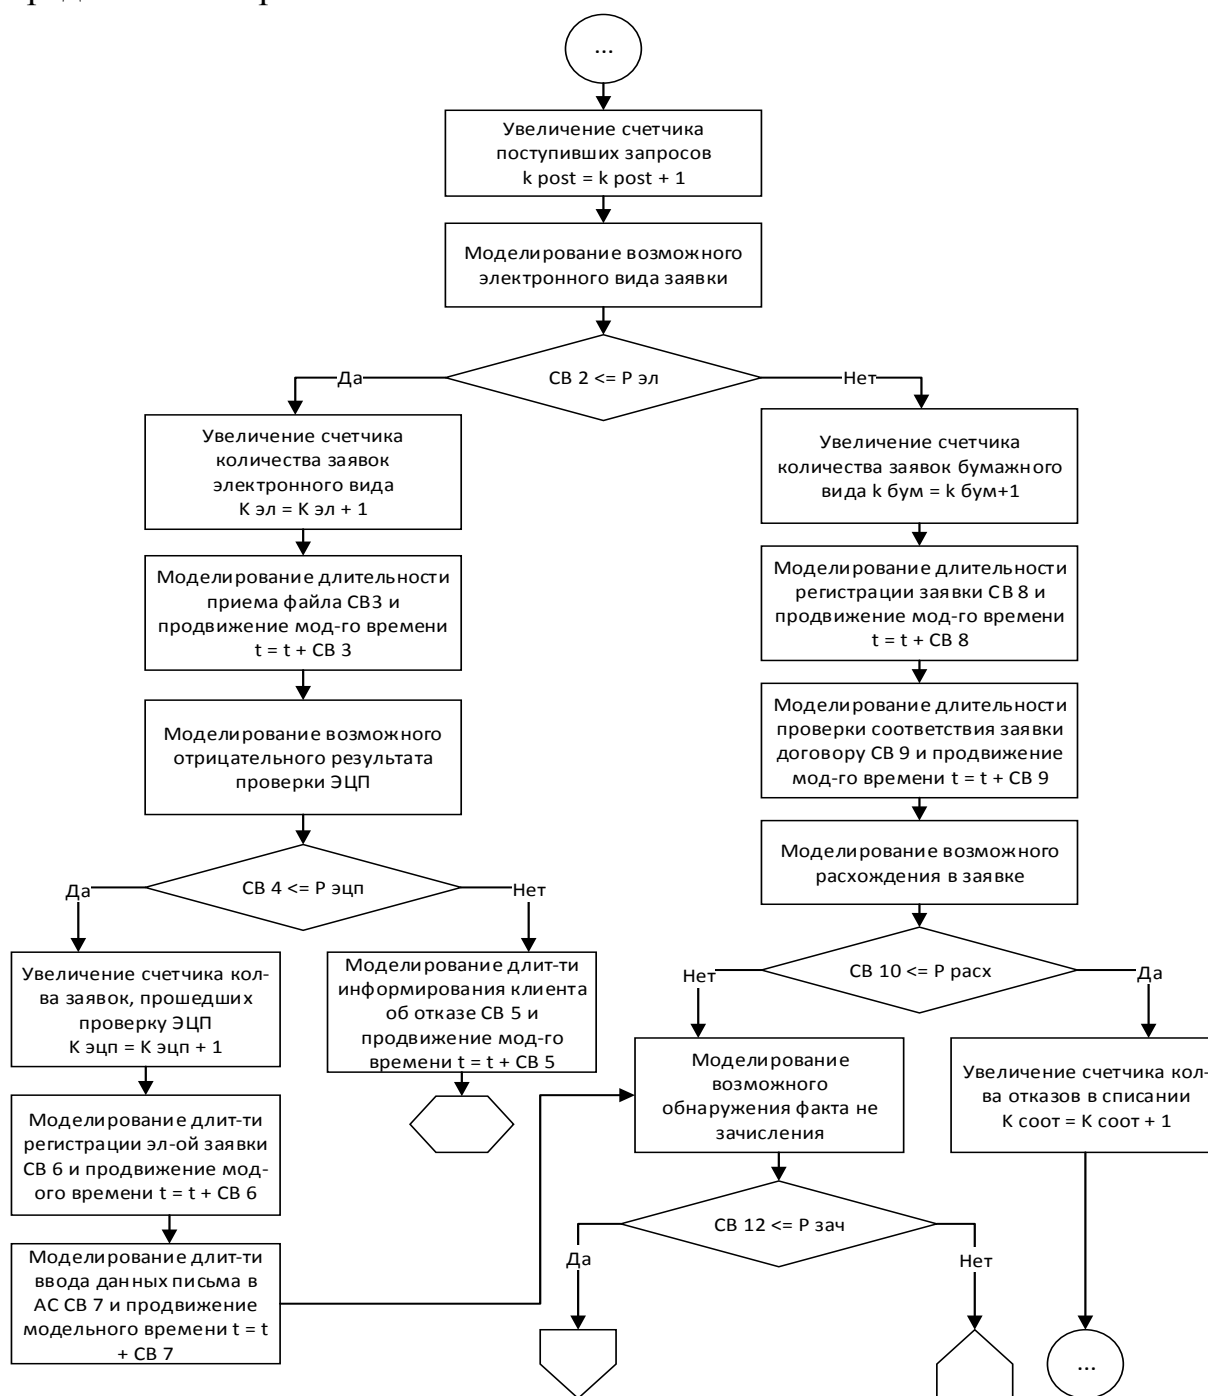 ...
Увеличение счетчика
поступивших запросов
k post = k post + 1
Моделирование возможного
электронного вида заявки
СВ 2 <= Р эл
Да
Нет
Увеличение счетчика
количества заявок
электронного вида
К эл = К эл + 1
Увеличение счетчика
количества заявок бумажного
вида k бум = k бум+1
Моделирование длительности
приема файла СВ3 и
продвижение мод-го времени
t = t + СВ 3
Моделирование длительности
регистрации заявки СВ 8 и
продвижение мод-го времени
t = t + СВ 8
Моделирование возможного
отрицательного результата
проверки ЭЦП
Моделирование длительности
проверки соответствия заявки
договору СВ 9 и продвижение
мод-го времени t = t + СВ 9
Моделирование возможного
расхождения в заявке
СВ 4 <= Р эцп
Да
Нет
СВ 10 <= Р расх
Нет
Да
Увеличение счетчика кол-
ва заявок, прошедших
проверку ЭЦП
К эцп = К эцп + 1
Моделирование длит-ти
информирования клиента
об отказе СВ 5 и
продвижение мод-го
времени t = t + СВ 5
Моделирование
возможного
обнаружения факта не
зачисления
Увеличение счетчика кол-
ва отказов в списании
К соот = К соот + 1
Моделирование длит-ти
регистрации эл-ой заявки
СВ 6 и продвижение мод-
ого времени t = t + СВ 6
СВ 12 <= Р зач
Да
Нет
Моделирование длит-ти
ввода данных письма в
АС СВ 7 и продвижение
модельного времени t = t
+ СВ 7
...